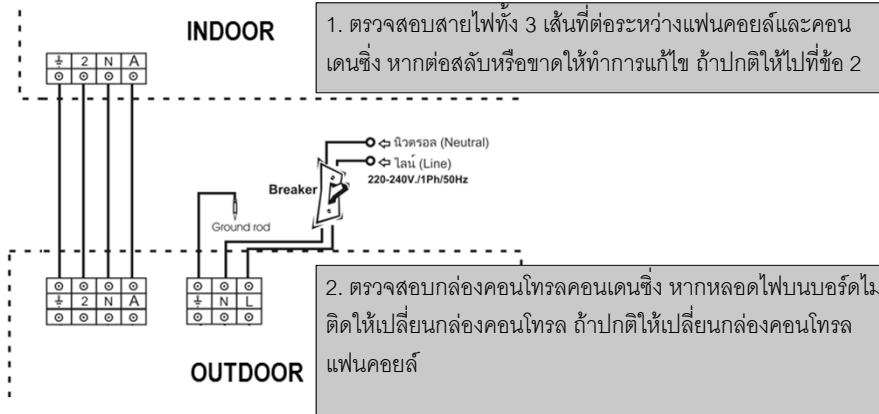 INDOOR
1. ตรวจสอบสายไฟทั้ง 3 เส้นที่ต่อระหว่างแฟนคอยล์และคอน
เดนซิ่ง หากต่อสลับหรือขาดให้ทำการแก้ไข ถ้าปกติให้ไปที่ข้อ 2
⏚ 2 N A
นิวตรอล (Neutral)
ไลน์ (Line)
220-240V./1Ph/50Hz
Breaker
Ground rod
⏚ 2 N A
⏚ N L
2. ตรวจสอบกล่องคอนโทรลคอนเดนซิ่ง หากหลอดไฟบนบอร์ดไม
ติดให้เปลี่ยนกล่องคอนโทรล ถ้าปกติให้เปลี่ยนกล่องคอนโทรล
แฟนคอยล์
OUTDOOR